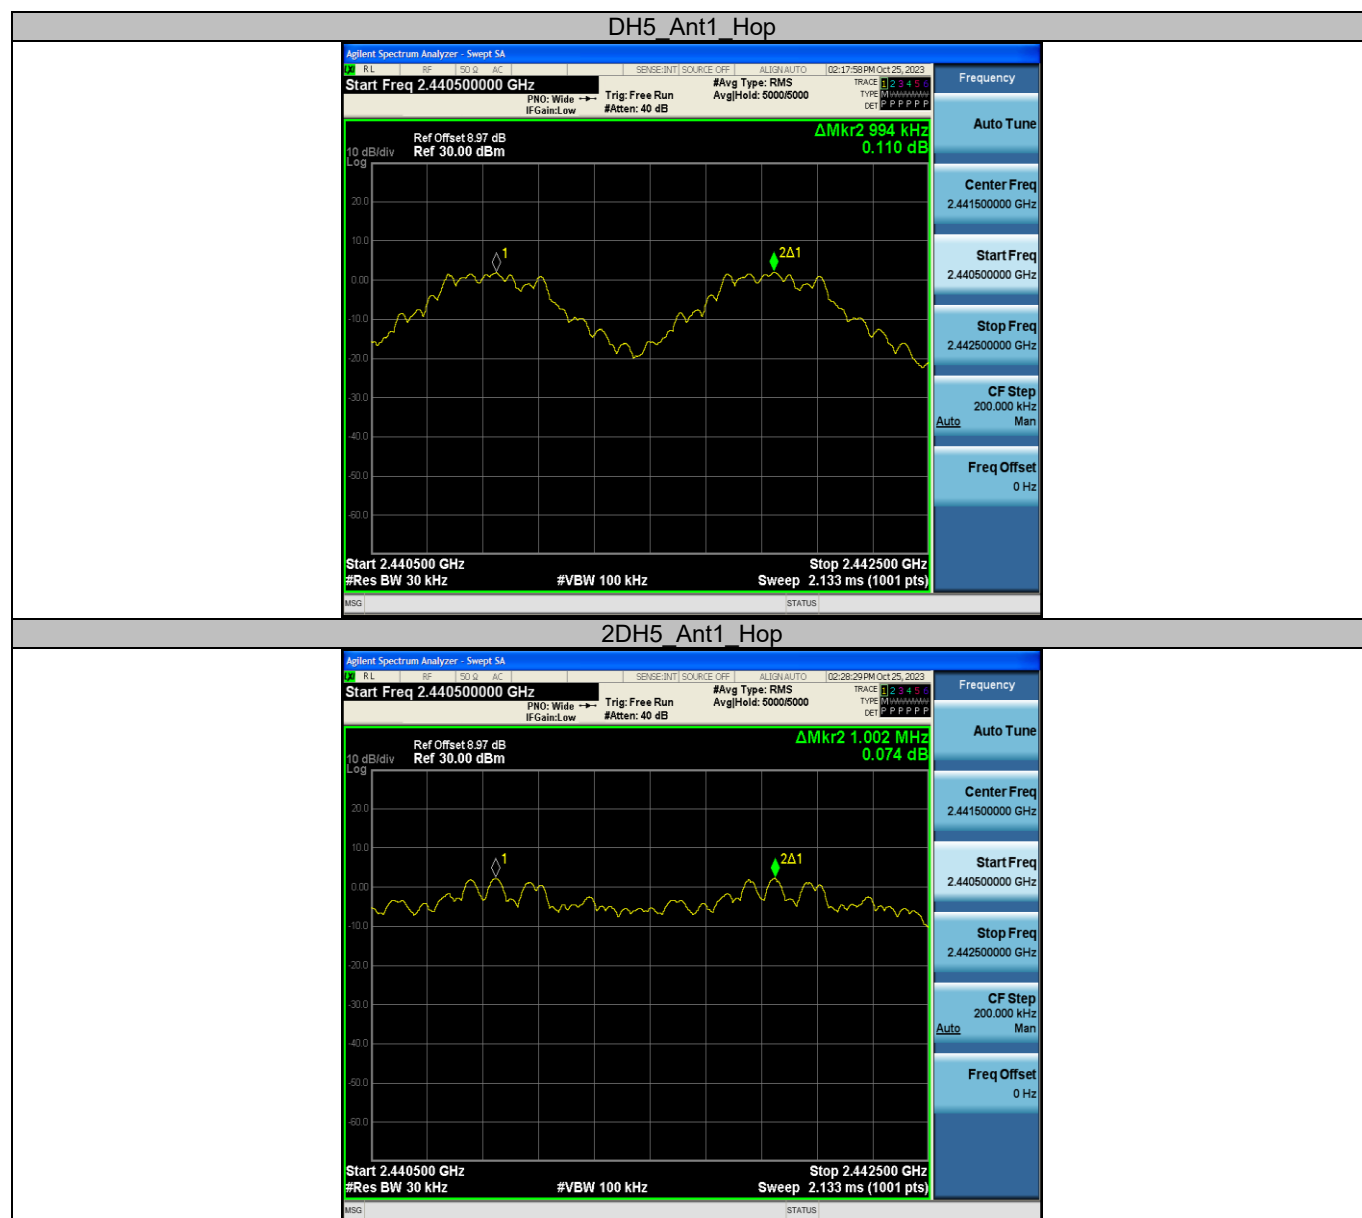 DH5_Ant1_Hop
Agilent Spectrum Analyzer - Swept SA
RL RF 50 Ω AC SENSE:INT SOURCE OFF ALIGN AUTO 02:17:58 PM Oct 25, 2023
Start Freq 2.440500000 GHz
PNO: Wide
IFGain:Low
Trig: Free Run
#Atten: 40 dB
#Avg Type: RMS
Avg|Hold: 5000/5000
TRACE 1 2 3 4 5 6
TYPE M
DET P P P P P P
Frequency
Auto Tune
Center Freq
2.441500000 GHz
Start Freq
2.440500000 GHz
Stop Freq
2.442500000 GHz
CF Step
200.000 kHz
Auto Man
Freq Offset
0 Hz
ΔMkr2 994 kHz
0.110 dB
Ref Offset 8.97 dB
10 dB/div Ref 30.00 dBm
Log
20.0
10.0
0.00
-10.0
-20.0
-30.0
-40.0
-50.0
-60.0
1
2Δ1
Start 2.440500 GHz Stop 2.442500 GHz
#Res BW 30 kHz #VBW 100 kHz Sweep 2.133 ms (1001 pts)
MSG STATUS
2DH5_Ant1_Hop
Agilent Spectrum Analyzer - Swept SA
RL RF 50 Ω AC SENSE:INT SOURCE OFF ALIGN AUTO 02:28:29 PM Oct 25, 2023
Start Freq 2.440500000 GHz
PNO: Wide
IFGain:Low
Trig: Free Run
#Atten: 40 dB
#Avg Type: RMS
Avg|Hold: 5000/5000
TRACE 1 2 3 4 5 6
TYPE M
DET P P P P P P
Frequency
Auto Tune
Center Freq
2.441500000 GHz
Start Freq
2.440500000 GHz
Stop Freq
2.442500000 GHz
CF Step
200.000 kHz
Auto Man
Freq Offset
0 Hz
ΔMkr2 1.002 MHz
0.074 dB
Ref Offset 8.97 dB
10 dB/div Ref 30.00 dBm
Log
20.0
10.0
0.00
-10.0
-20.0
-30.0
-40.0
-50.0
-60.0
1
2Δ1
Start 2.440500 GHz Stop 2.442500 GHz
#Res BW 30 kHz #VBW 100 kHz Sweep 2.133 ms (1001 pts)
MSG STATUS